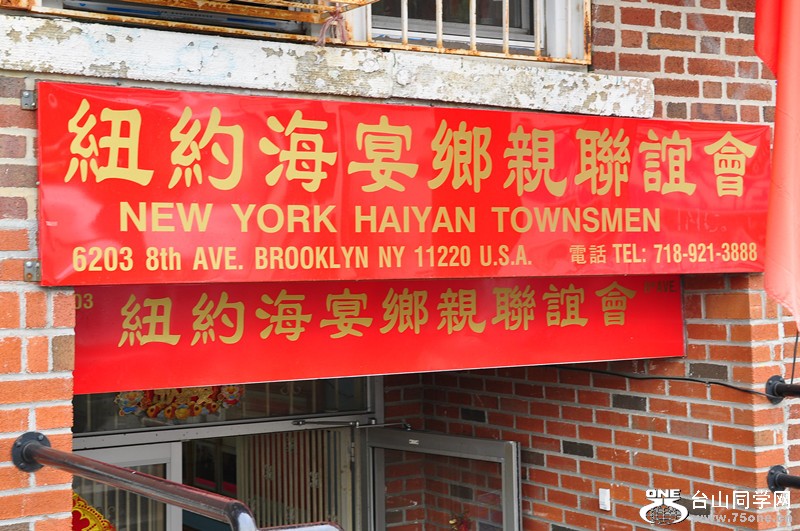 紐約海宴鄉親聯誼會
NEW YORK HAIYAN TOWNSMEN INC.
6203 8th AVE. BROOKLYN NY 11220 U.S.A. 電話 TEL: 718-921-3888
紐約海宴鄉親聯誼會
ONE 台山同学网